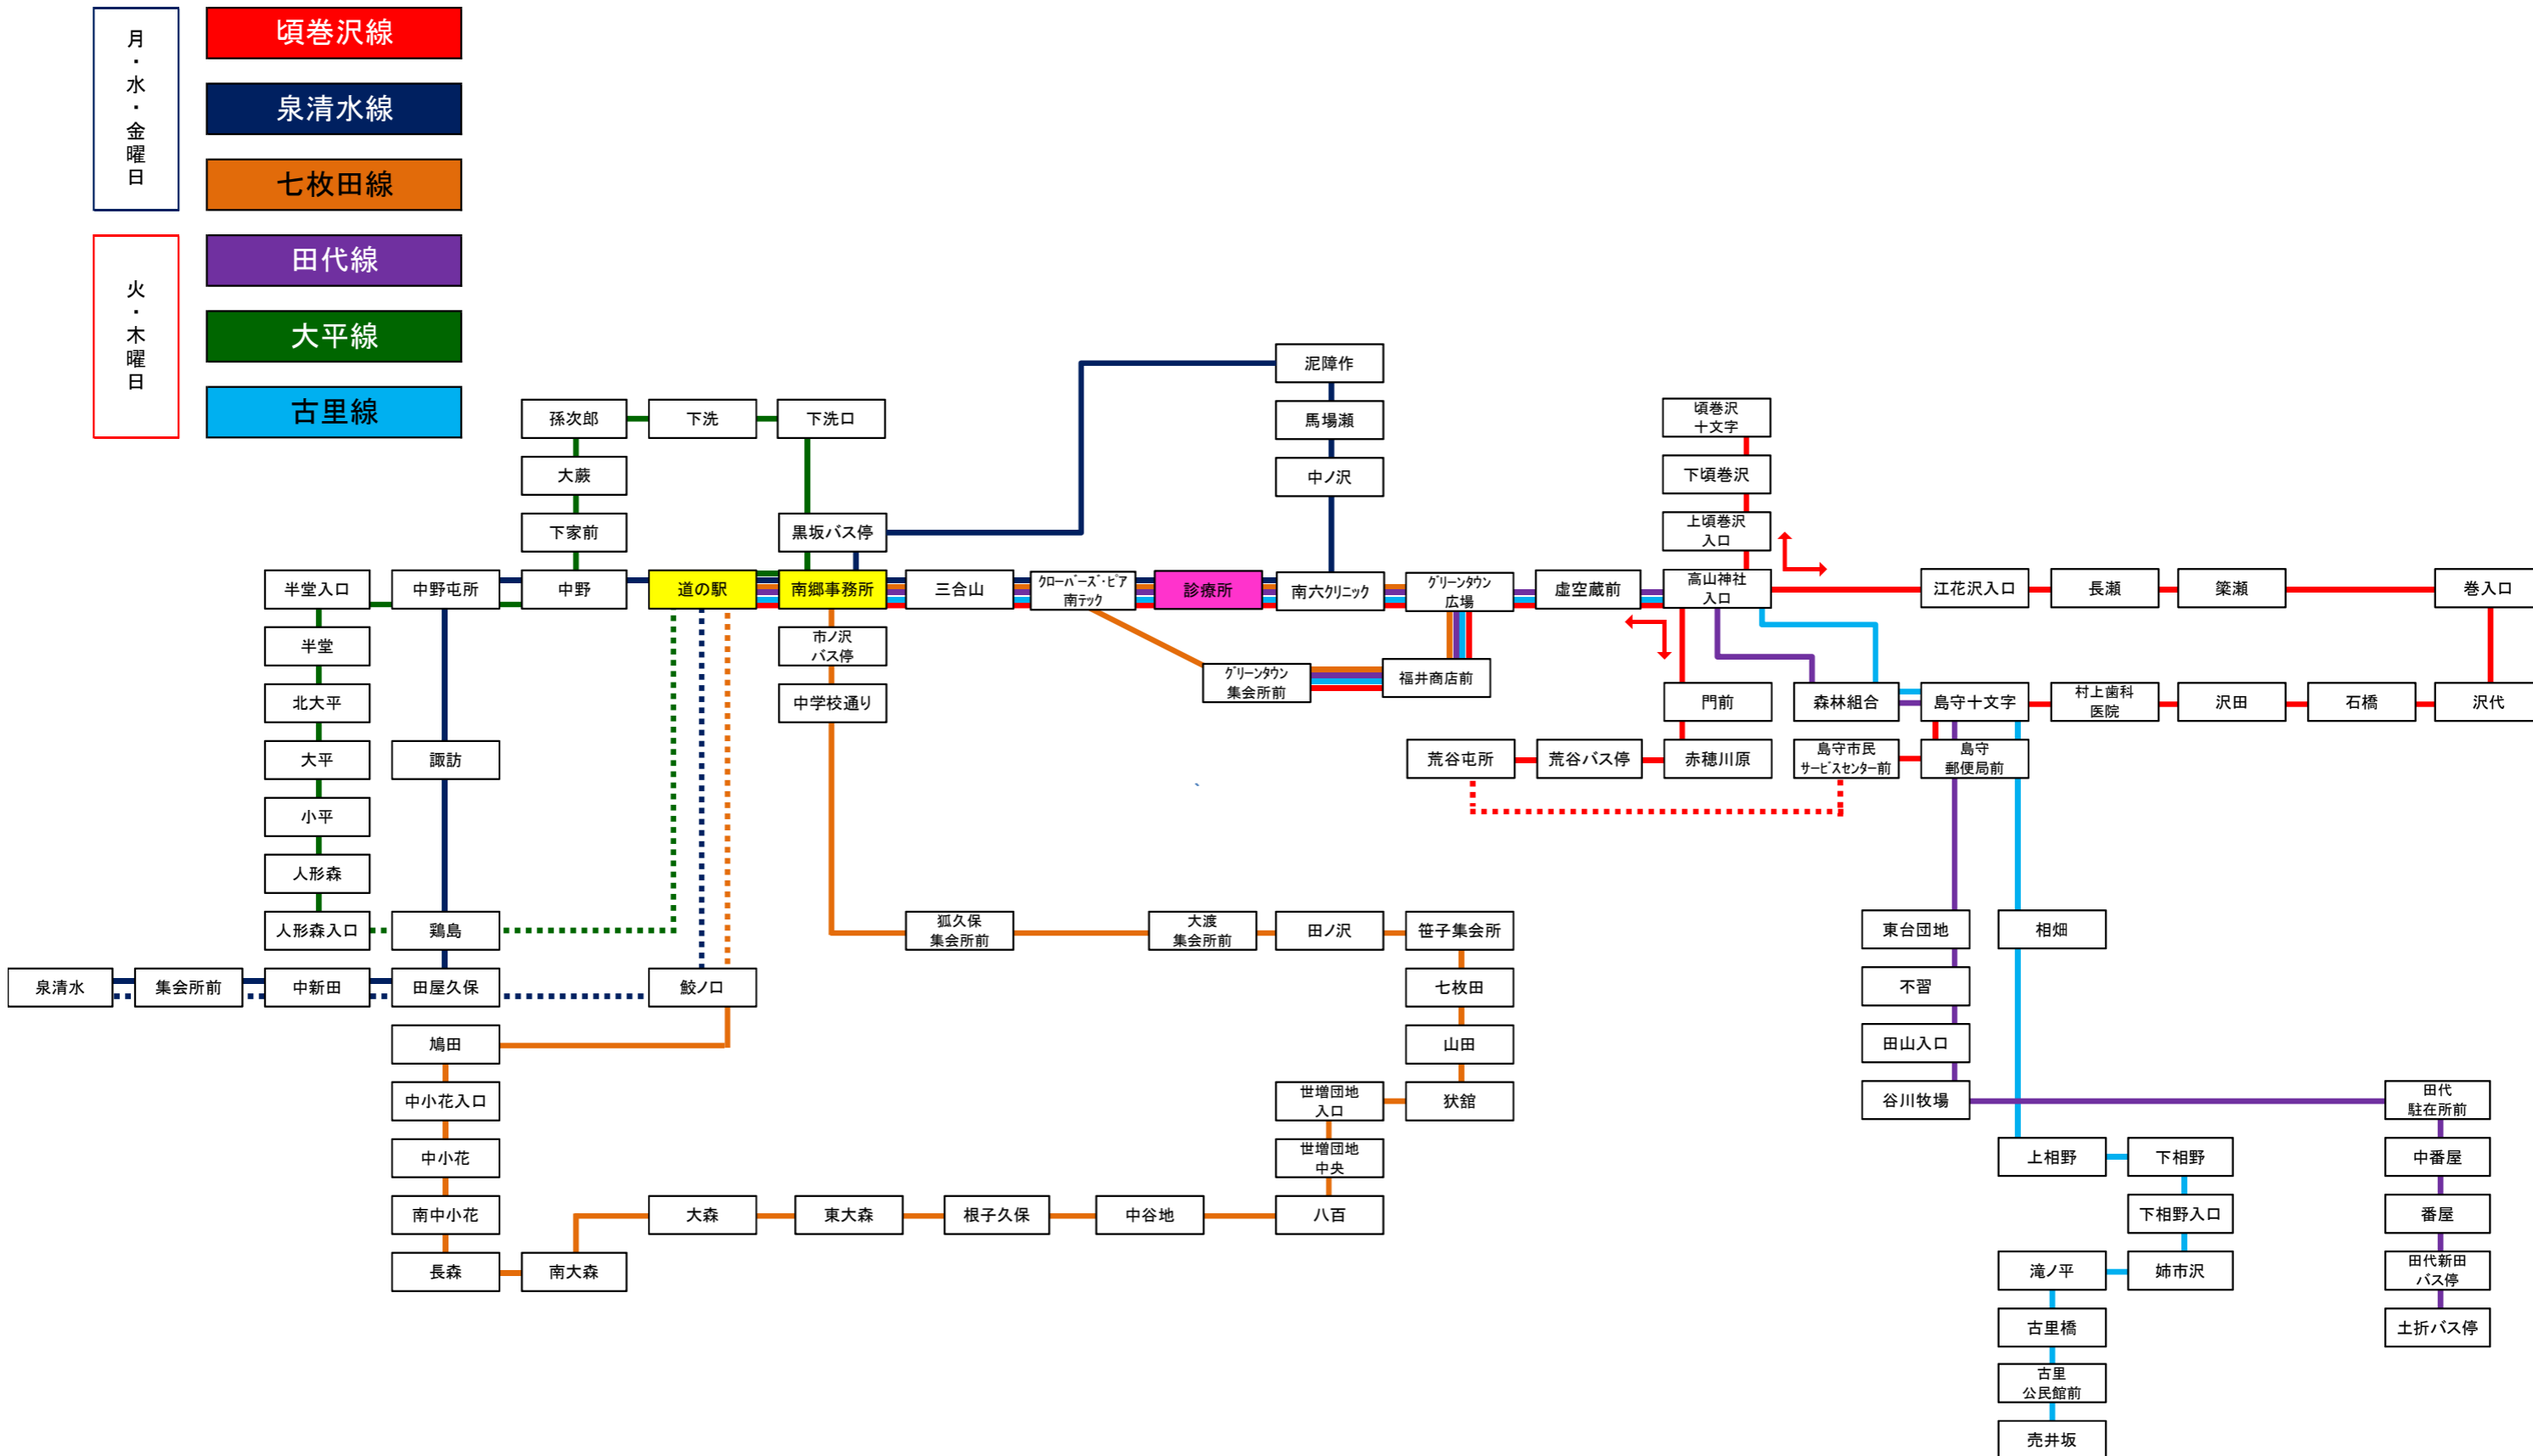 月・水・金曜日
頃巻沢線
泉清水線
七枚田線
火・木曜日
田代線
大平線
古里線
泥障作
孫次郎
下洗
下洗口
馬場瀬
頃巻沢
十文字
大蕨
中ノ沢
下頃巻沢
下家前
黒坂バス停
上頃巻沢
入口
半堂入口
中野屯所
中野
道の駅
南郷事務所
三合山
クローバーズ・ピア
南テック
診療所
南六クリニック
グリーンタウン
広場
虚空蔵前
高山神社
入口
江花沢入口
長瀬
簗瀬
巻入口
半堂
市ノ沢
バス停
グリーンタウン
集会所前
福井商店前
北大平
中学校通り
門前
森林組合
島守十文字
村上歯科
医院
沢田
石橋
沢代
大平
諏訪
荒谷屯所
荒谷バス停
赤穂川原
島守市民
サービスセンター前
島守
郵便局前
小平
人形森
人形森入口
鶏島
狐久保
集会所前
大渡
集会所前
田ノ沢
笹子集会所
東台団地
相畑
泉清水
集会所前
中新田
田屋久保
鮫ノ口
七枚田
不習
鳩田
山田
田山入口
中小花入口
世増団地
入口
狄舘
谷川牧場
田代
駐在所前
中小花
世増団地
中央
上相野
下相野
中番屋
南中小花
大森
東大森
根子久保
中谷地
八百
下相野入口
番屋
長森
南大森
滝ノ平
姉市沢
田代新田
バス停
古里橋
土折バス停
古里
公民館前
売井坂